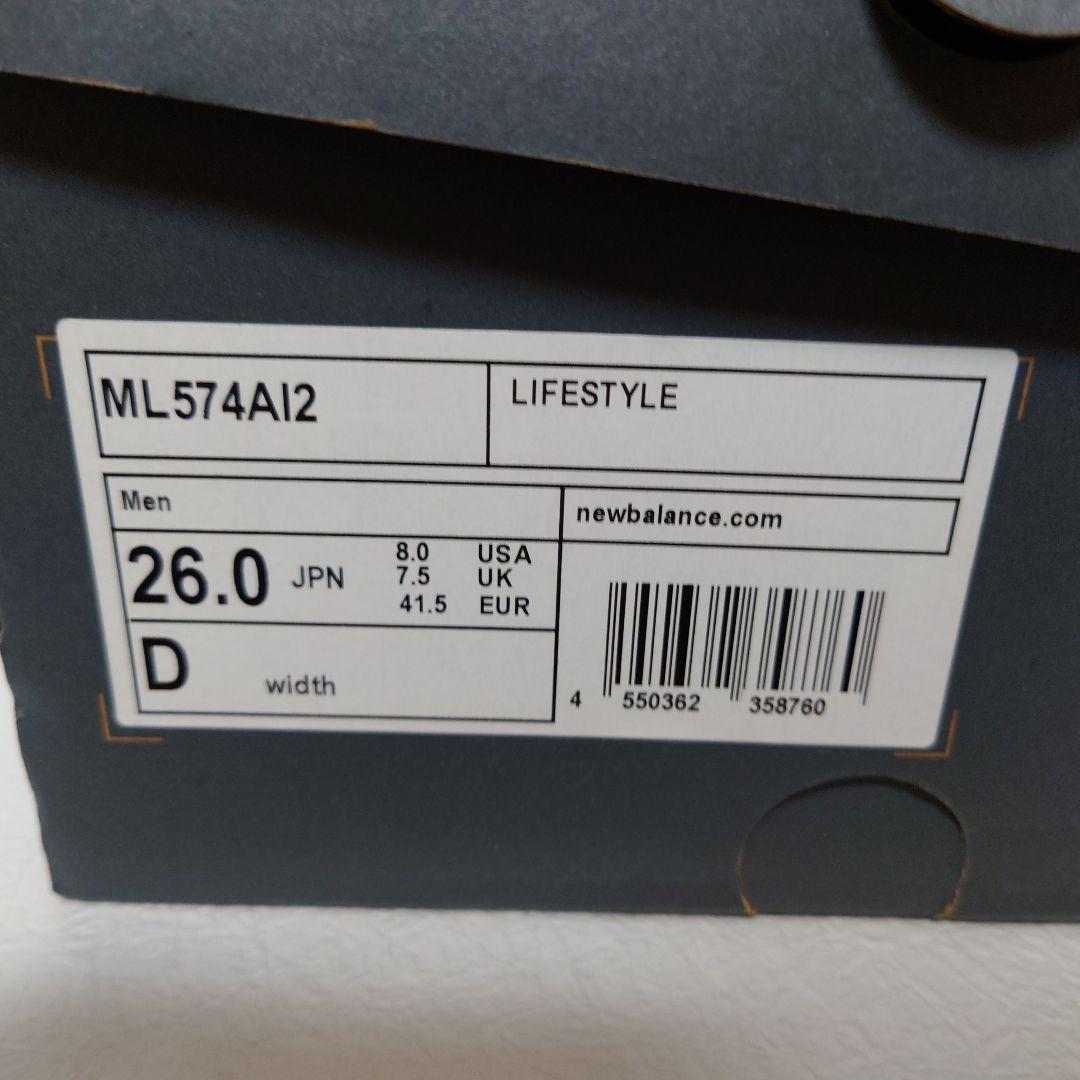 ML574AI2
LIFESTYLE
Men
newbalance.com
26.0 JPN
8.0 USA
7.5 UK
41.5 EUR
D width
4 550362 358760